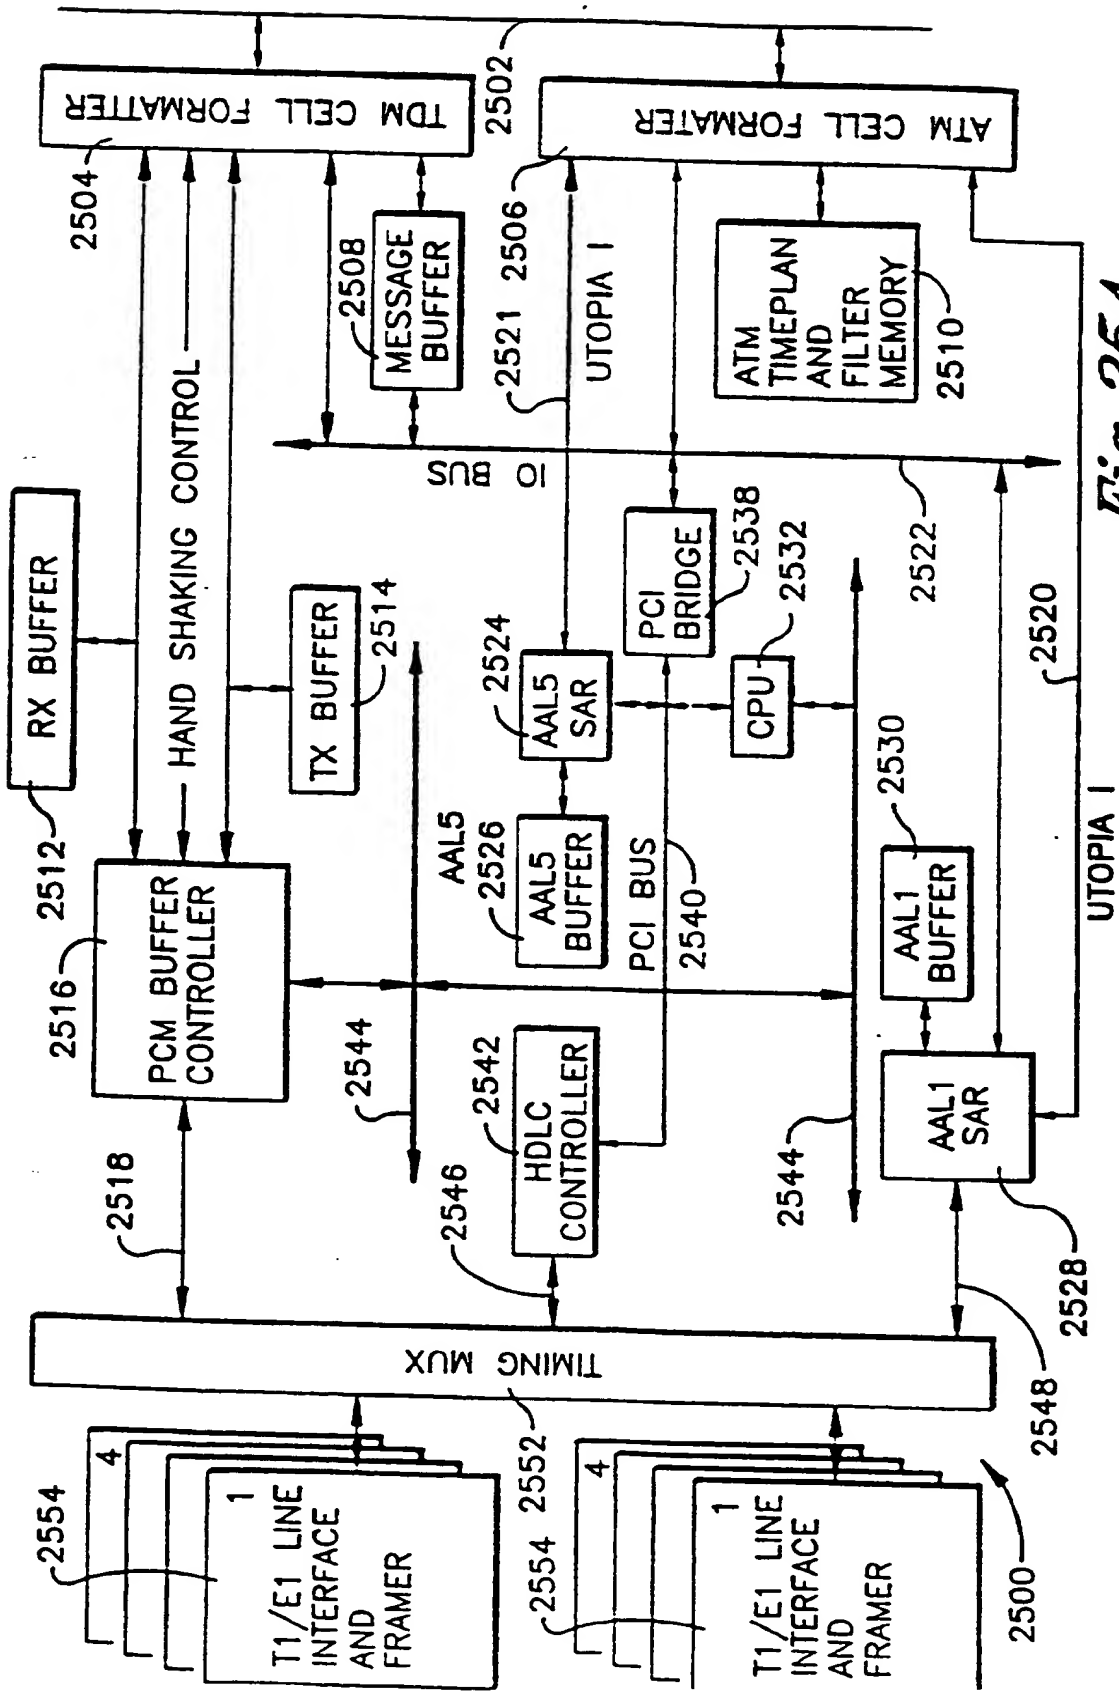 2554
1
4
T1/E1 LINE
INTERFACE
AND
FRAMER
2554
1
4
T1/E1 LINE
INTERFACE
AND
FRAMER
2500
TIMING MUX
2552
2518
2546
2548
2516
PCM BUFFER
CONTROLLER
2512
RX BUFFER
HAND SHAKING CONTROL
TX BUFFER
2514
2544
2542
HDLC
CONTROLLER
AAL5
2526
AAL5
BUFFER
2524
AAL5
SAR
PCI BUS
2540
PCI
BRIDGE
2538
CPU
2532
2544
AAL1
BUFFER
2530
AAL1
SAR
2528
2520
UTOPIA I
2522
IO BUS
2508
MESSAGE
BUFFER
2504
TDM CELL FORMATTER
2521
UTOPIA I
2506
ATM CELL FORMATER
2502
ATM
TIMEPLAN
AND
FILTER
MEMORY
2510
Fig. 25A